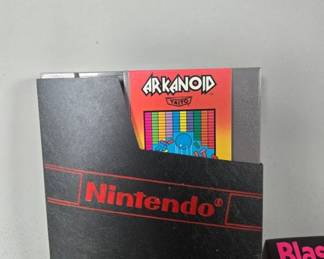 ARKANOID
TAITO
Nintendo®
Blas